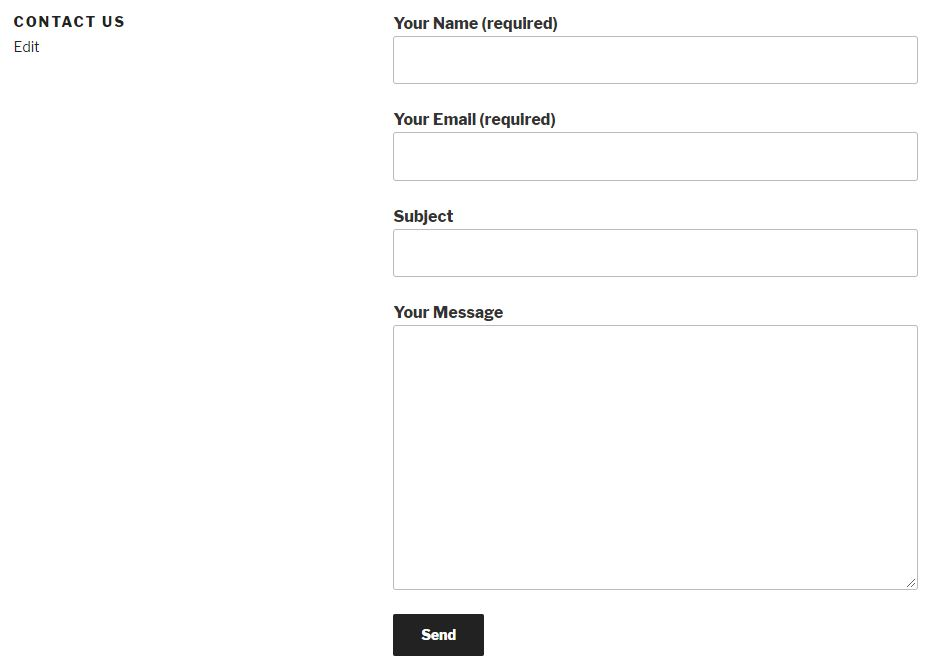 CONTACT US
Edit
Your Name (required)
Your Email (required)
Subject
Your Message
Send